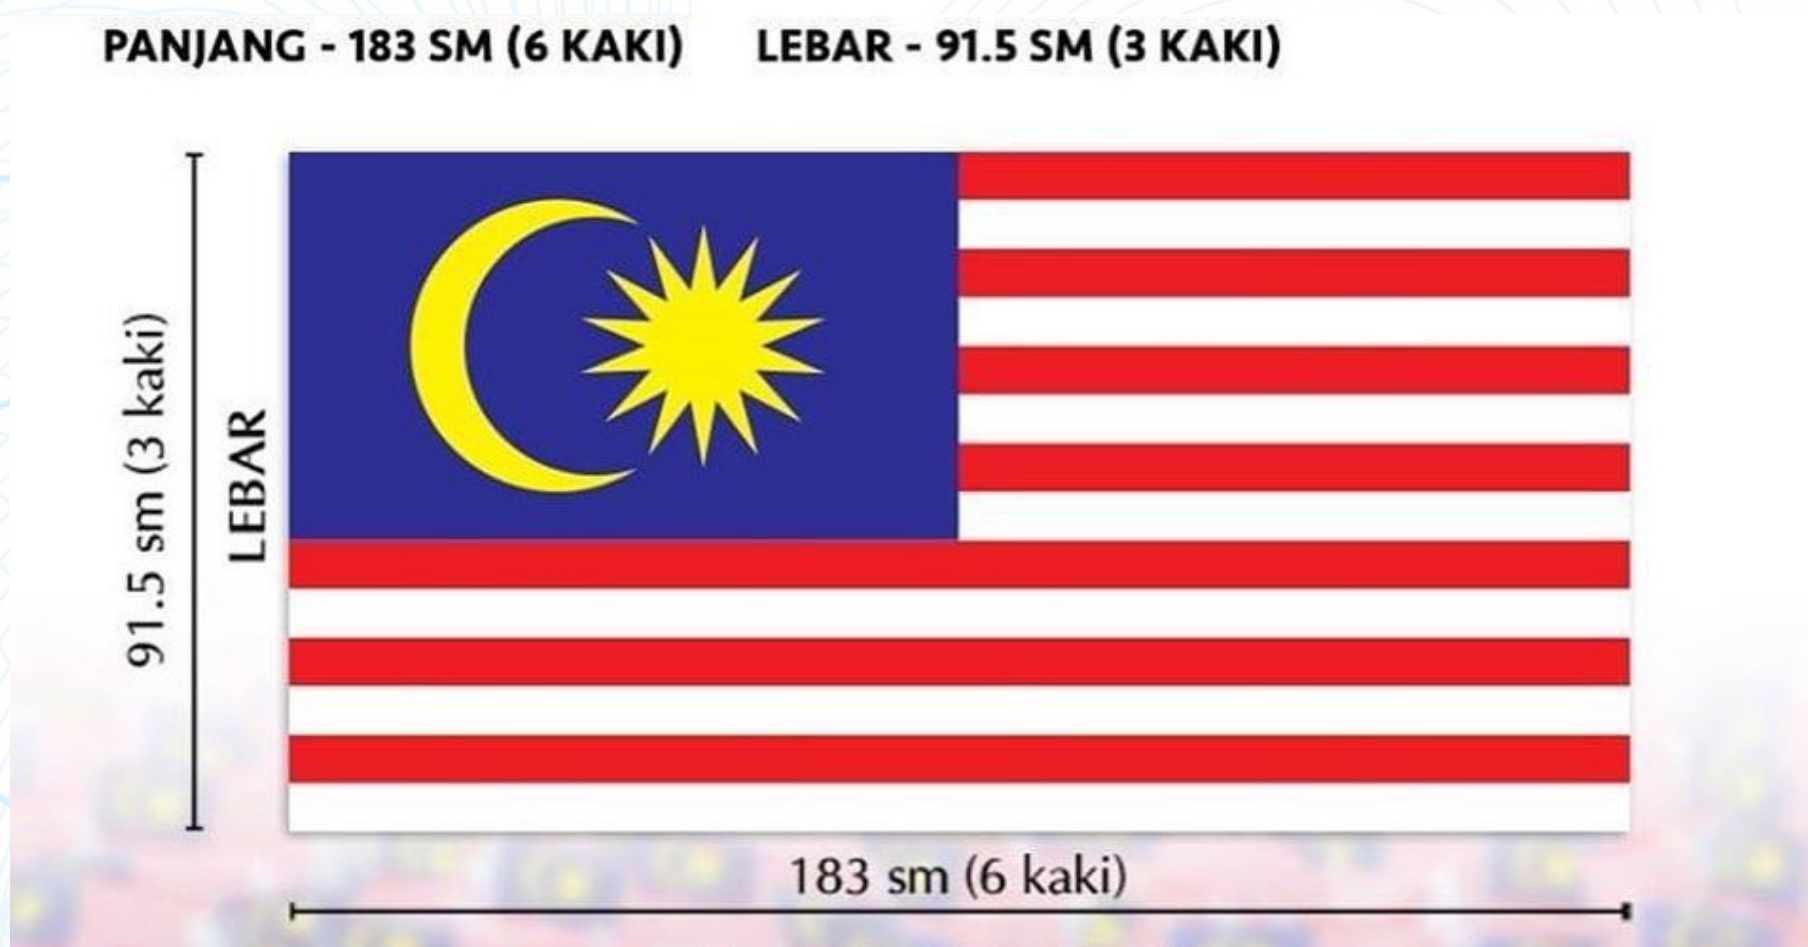 PANJANG - 183 SM (6 KAKI) LEBAR - 91.5 SM (3 KAKI)
91.5 sm (3 kaki)
LEBAR
183 sm (6 kaki)